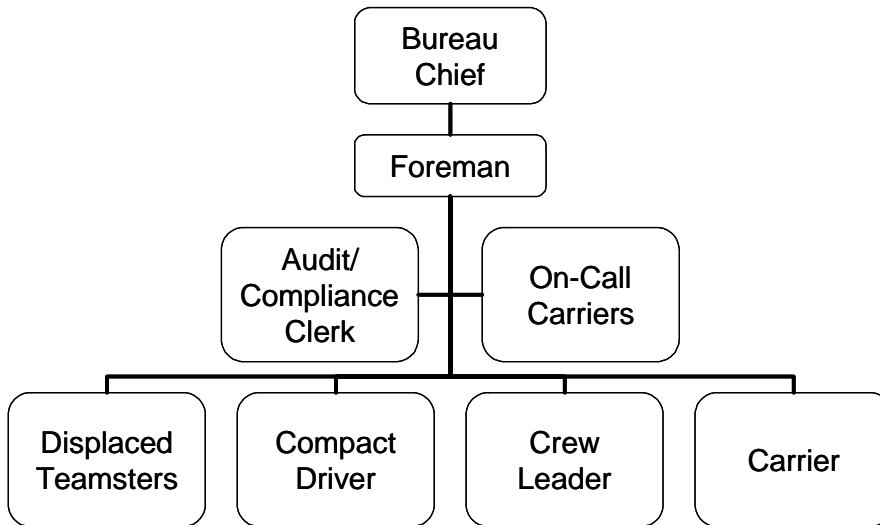 Bureau
Chief
Foreman
Audit/
Compliance
Clerk
On-Call
Carriers
Displaced
Teamsters
Compact
Driver
Crew
Leader
Carrier